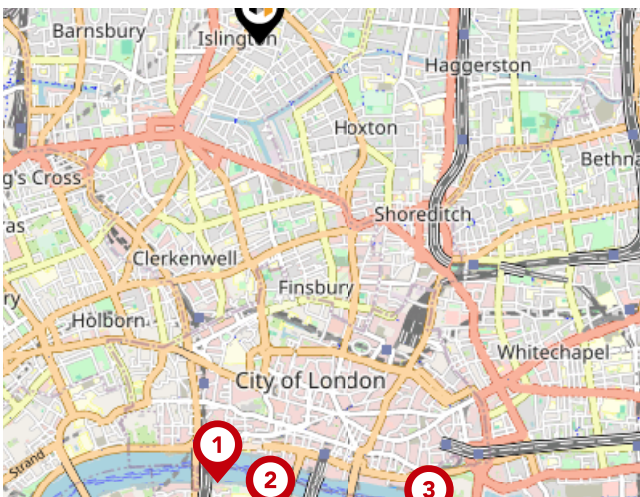 Barnsbury
Islington
Haggerston
Hoxton
Bethna
g's Cross
Shoreditch
as
Clerkenwell
Finsbury
ry
Holborn
Whitechapel
City of London
1
Strand
2
3